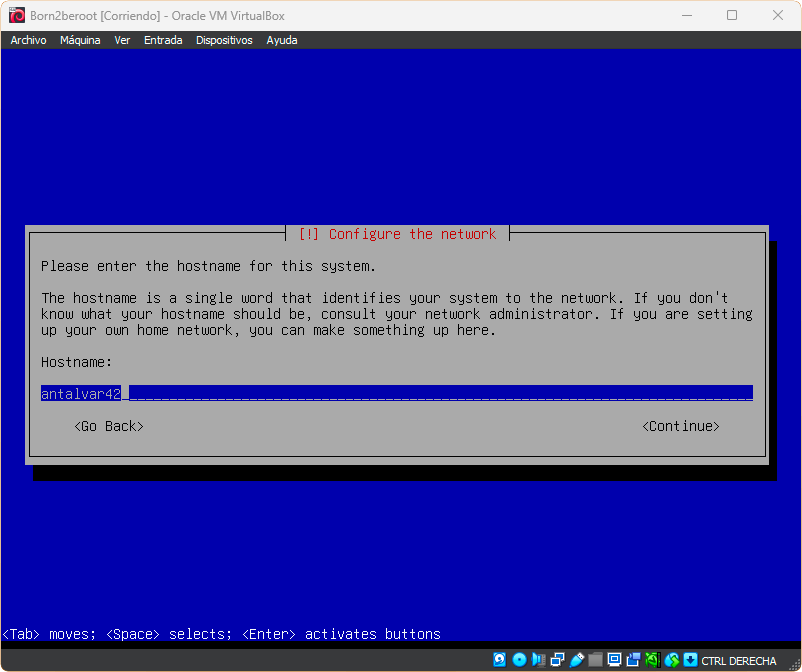 Born2beroot [Corriendo] - Oracle VM VirtualBox
Archivo Máquina Ver Entrada Dispositivos Ayuda
[!] Configure the network
Please enter the hostname for this system.
The hostname is a single word that identifies your system to the network. If you don't
know what your hostname should be, consult your network administrator. If you are setting
up your own home network, you can make something up here.
Hostname:
antalvar42
<Go Back> <Continue>
<Tab> moves; <Space> selects; <Enter> activates buttons
CTRL DERECHA